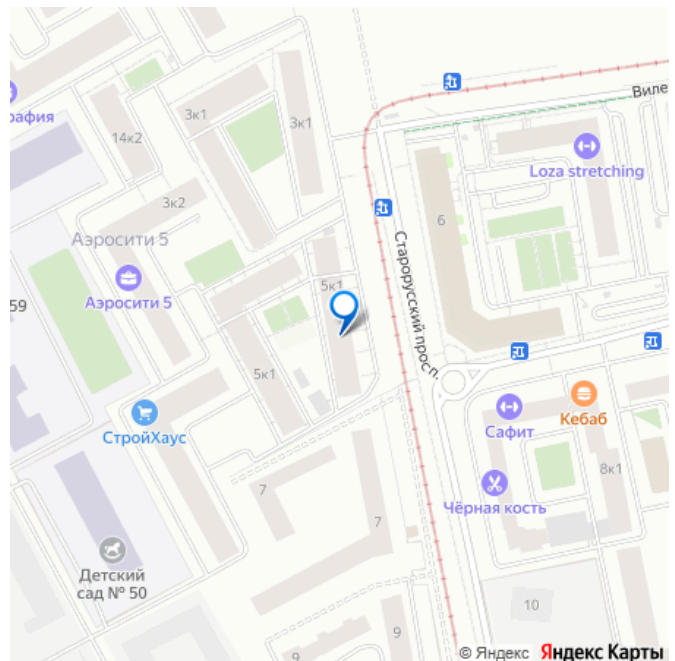 рафия
3к1
3к1
14к2
Виле
Loza stretching
3к2
6
Аэросити 5
Аэросити 5
59
5к1
Старорусский просп.
5к1
СтройХаус
Сафит
Кебаб
8к1
Чёрная кость
7
7
Детский
сад № 50
10
9
9
© Яндекс Яндекс Карты